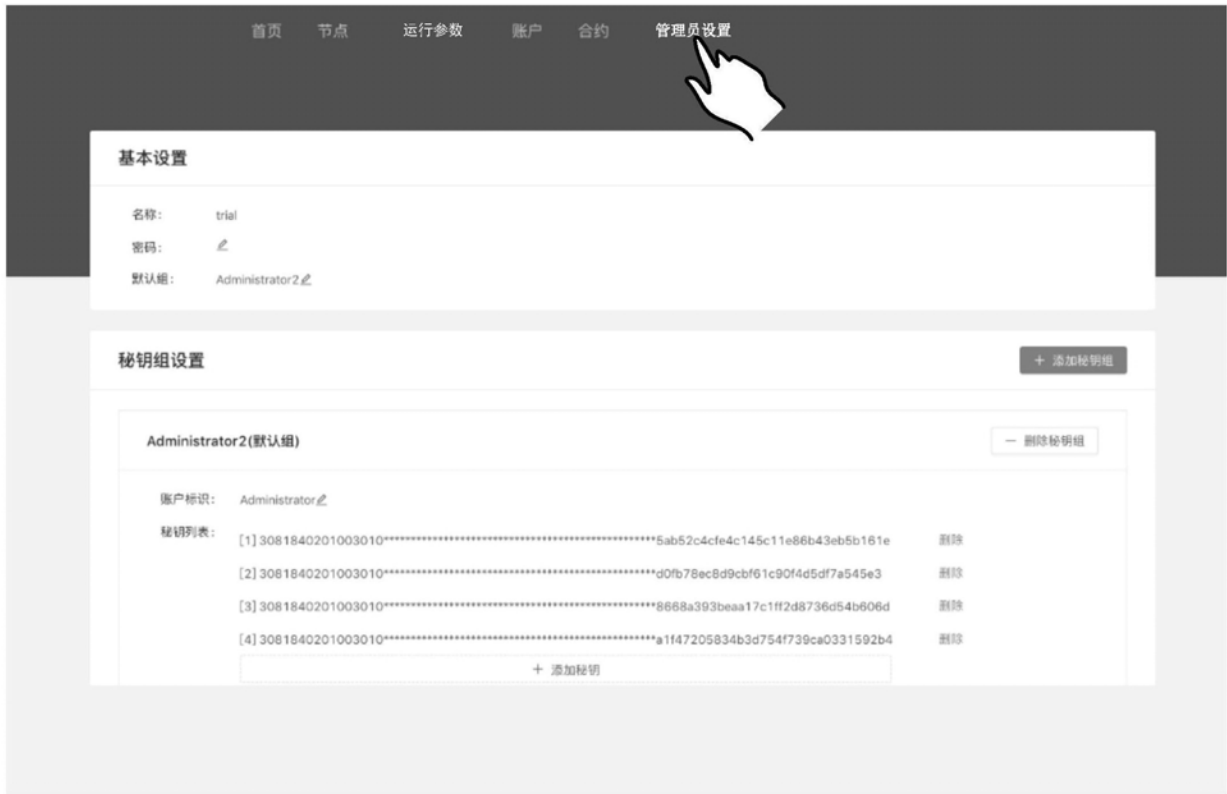 首页 节点 运行参数 账户 合约 管理员设置
基本设置
名称: trial
密码:
默认组: Administrator2
秘钥组设置 + 添加秘钥组
Administrator2(默认组) — 删除秘钥组
账户标识: Administrator
秘钥列表:
[1] 3081840201003010**************************************************5ab52c4cfe4c145c11e86b43eb5b161e 删除
[2] 3081840201003010**************************************************d0fb78ec8d9cbf61c90f4d5df7a545e3 删除
[3] 3081840201003010**************************************************8668a393beaa17c1ff2d8736d54b606d 删除
[4] 3081840201003010**************************************************a1f47205834b3d754f739ca0331592b4 删除
+ 添加秘钥